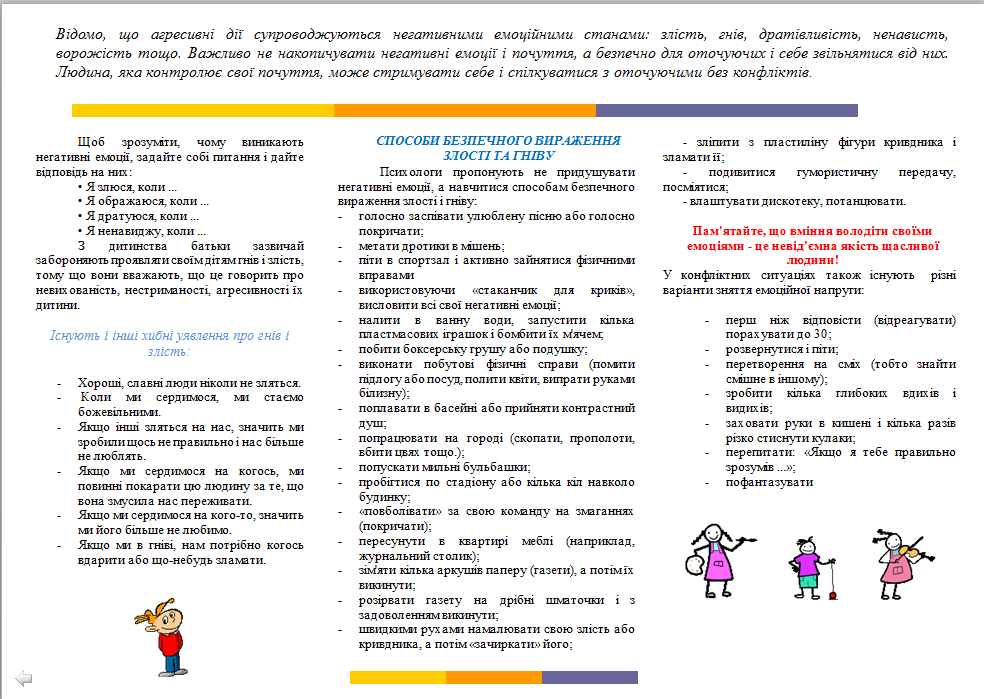 Відомо, що агресивні дії супроводжуються негативними емоційними станами: злість, гнів, дратівливість, ненависть,
ворожість тощо. Важливо не накопичувати негативні емоції і почуття, а безпечно для оточуючих і себе звільнятися від них.
Людина, яка контролює свої почуття, може стримувати себе і спілкуватися з оточуючими без конфліктів.
Щоб зрозуміти, чому виникають
негативні емоції, задайте собі питання і дайте
відповідь на них:
• Я злюся, коли ...
• Я ображаюся, коли ...
• Я дратуюся, коли ...
• Я ненавиджу, коли ...
З дитинства батьки зазвичай
забороняють проявляти своїм дітям гнів і злість,
тому що вони вважають, що це говорить про
невихованість, нестриманості, агресивності їх
дитини.
Існують і інші хибні уявлення про гнів і
злість:
- Хороші, славні люди ніколи не зляться.
- Коли ми сердимося, ми стаємо
божевільними.
- Якщо інші зляться на нас, значить ми
зробили щось не правильно і нас більше
не люблять.
- Якщо ми сердимося на когось, ми
повинні покарати цю людину за те, що
вона змусила нас переживати.
- Якщо ми сердимося на кого-то, значить
ми його більше не любимо.
- Якщо ми в гніві, нам потрібно когось
вдарити або що-небудь зламати.
СПОСОБИ БЕЗПЕЧНОГО ВИРАЖЕННЯ
ЗЛОСТІ ТА ГНІВУ
Психологи пропонують не придушувати
негативні емоції, а навчитися способам безпечного
вираження злості і гніву:
- голосно заспівати улюблену пісню або голосно
покричати;
- метати дротики в мішень;
- піти в спортзал і активно зайнятися фізичними
вправами
- використовуючи «стаканчик для криків»,
висловити всі свої негативні емоції;
- налити в ванну води, запустити кілька
пластмасових іграшок і бомбити їх м'ячем;
- побити боксерську грушу або подушку;
- виконати побутові фізичні справи (помити
підлогу або посуд, полити квіти, випрати руками
білизну);
- поплавати в басейні або прийняти контрастний
душ;
- попрацювати на городі (скопати, прополоти,
вбити цвях тощо.);
- попускати мильні бульбашки;
- пробігтися по стадіону або кілька кіл навколо
будинку;
- «повболівати» за свою команду на змаганнях
(покричати);
- пересунути в квартирі меблі (наприклад,
журнальний столик);
- зім'яти кілька аркушів паперу (газети), а потім їх
викинути;
- розірвати газету на дрібні шматочки і з
задоволенням викинути;
- швидкими рухами намалювати свою злість або
кривдника, а потім «зачиркати» його;
- зліпити з пластиліну фігури кривдника і
зламати її;
- подивитися гумористичну передачу,
посміятися;
- влаштувати дискотеку, потанцювати.
Пам'ятайте, що вміння володіти своїми
емоціями - це невід'ємна якість щасливої
людини!
У конфліктних ситуаціях також існують різні
варіанти зняття емоційної напруги:
- перш ніж відповісти (відреагувати)
порахувати до 30;
- розвернутися і піти;
- перетворення на сміх (тобто знайти
смішне в іншому);
- зробити кілька глибоких вдихів і
видихів;
- заховати руки в кишені і кілька разів
різко стиснути кулаки;
- перепитати: «Якщо я тебе правильно
зрозумів ...»;
- пофантазувати